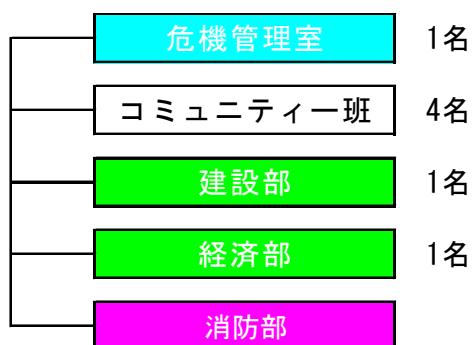 危機管理室 1名
コミュニティー班 4名
建設部 1名
経済部 1名
消防部